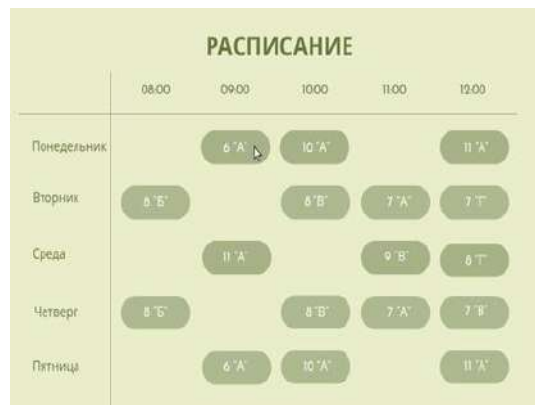 РАСПИСАНИЕ
08:00 09:00 10:00 11:00 12:00
Понедельник 6 "А" 10 "А" 11 "А"
Вторник 8 "Б" 8 "В" 7 "А" 7 "Г"
Среда 11 "А" 9 "В" 8 "Г"
Четверг 8 "Б" 8 "В" 7 "А" 7 "В"
Пятница 6 "А" 10 "А" 11 "А"